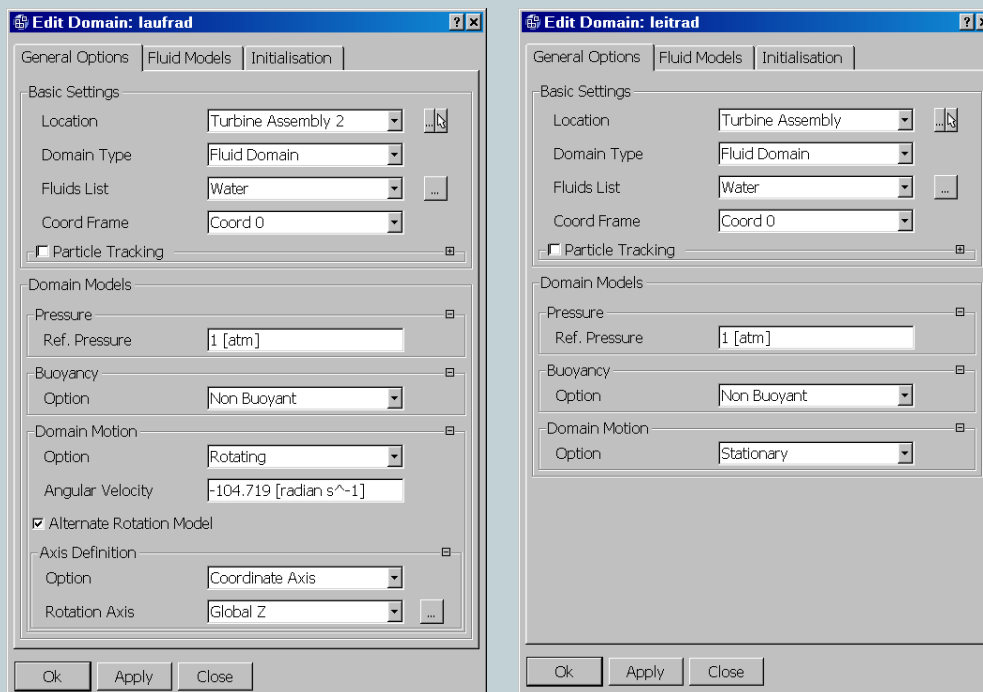 Edit Domain: laufrad
General Options Fluid Models Initialisation
Basic Settings
Location Turbine Assembly 2 ...
Domain Type Fluid Domain
Fluids List Water ...
Coord Frame Coord 0
Particle Tracking
Domain Models
Pressure
Ref. Pressure 1 [atm]
Buoyancy
Option Non Buoyant
Domain Motion
Option Rotating
Angular Velocity -104.719 [radian s^-1]
Alternate Rotation Model
Axis Definition
Option Coordinate Axis
Rotation Axis Global Z ...
Ok Apply Close
Edit Domain: leitrad
General Options Fluid Models Initialisation
Basic Settings
Location Turbine Assembly ...
Domain Type Fluid Domain
Fluids List Water ...
Coord Frame Coord 0
Particle Tracking
Domain Models
Pressure
Ref. Pressure 1 [atm]
Buoyancy
Option Non Buoyant
Domain Motion
Option Stationary
Ok Apply Close